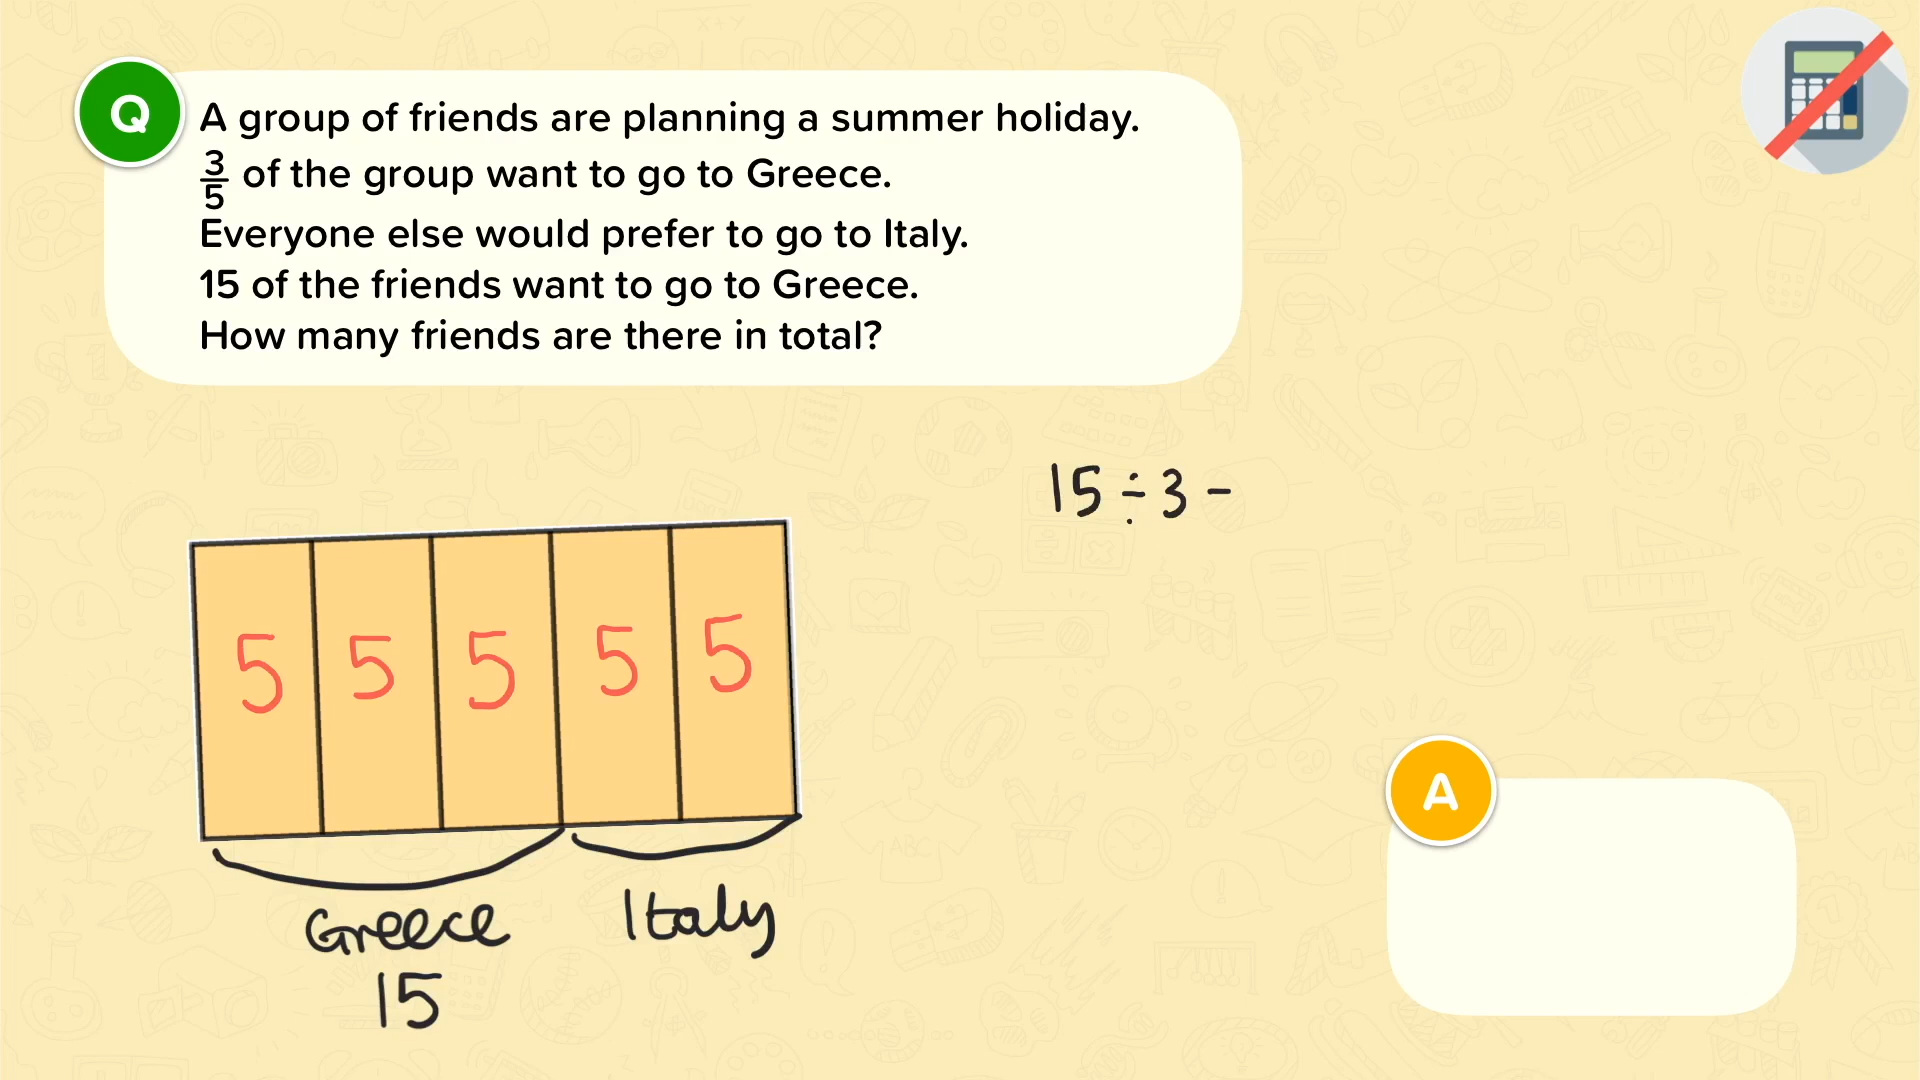 Q
A group of friends are planning a summer holiday.
3/5 of the group want to go to Greece.
Everyone else would prefer to go to Italy.
15 of the friends want to go to Greece.
How many friends are there in total?
15 ÷ 3 -
5 5 5 5 5
Greece Italy
15
A